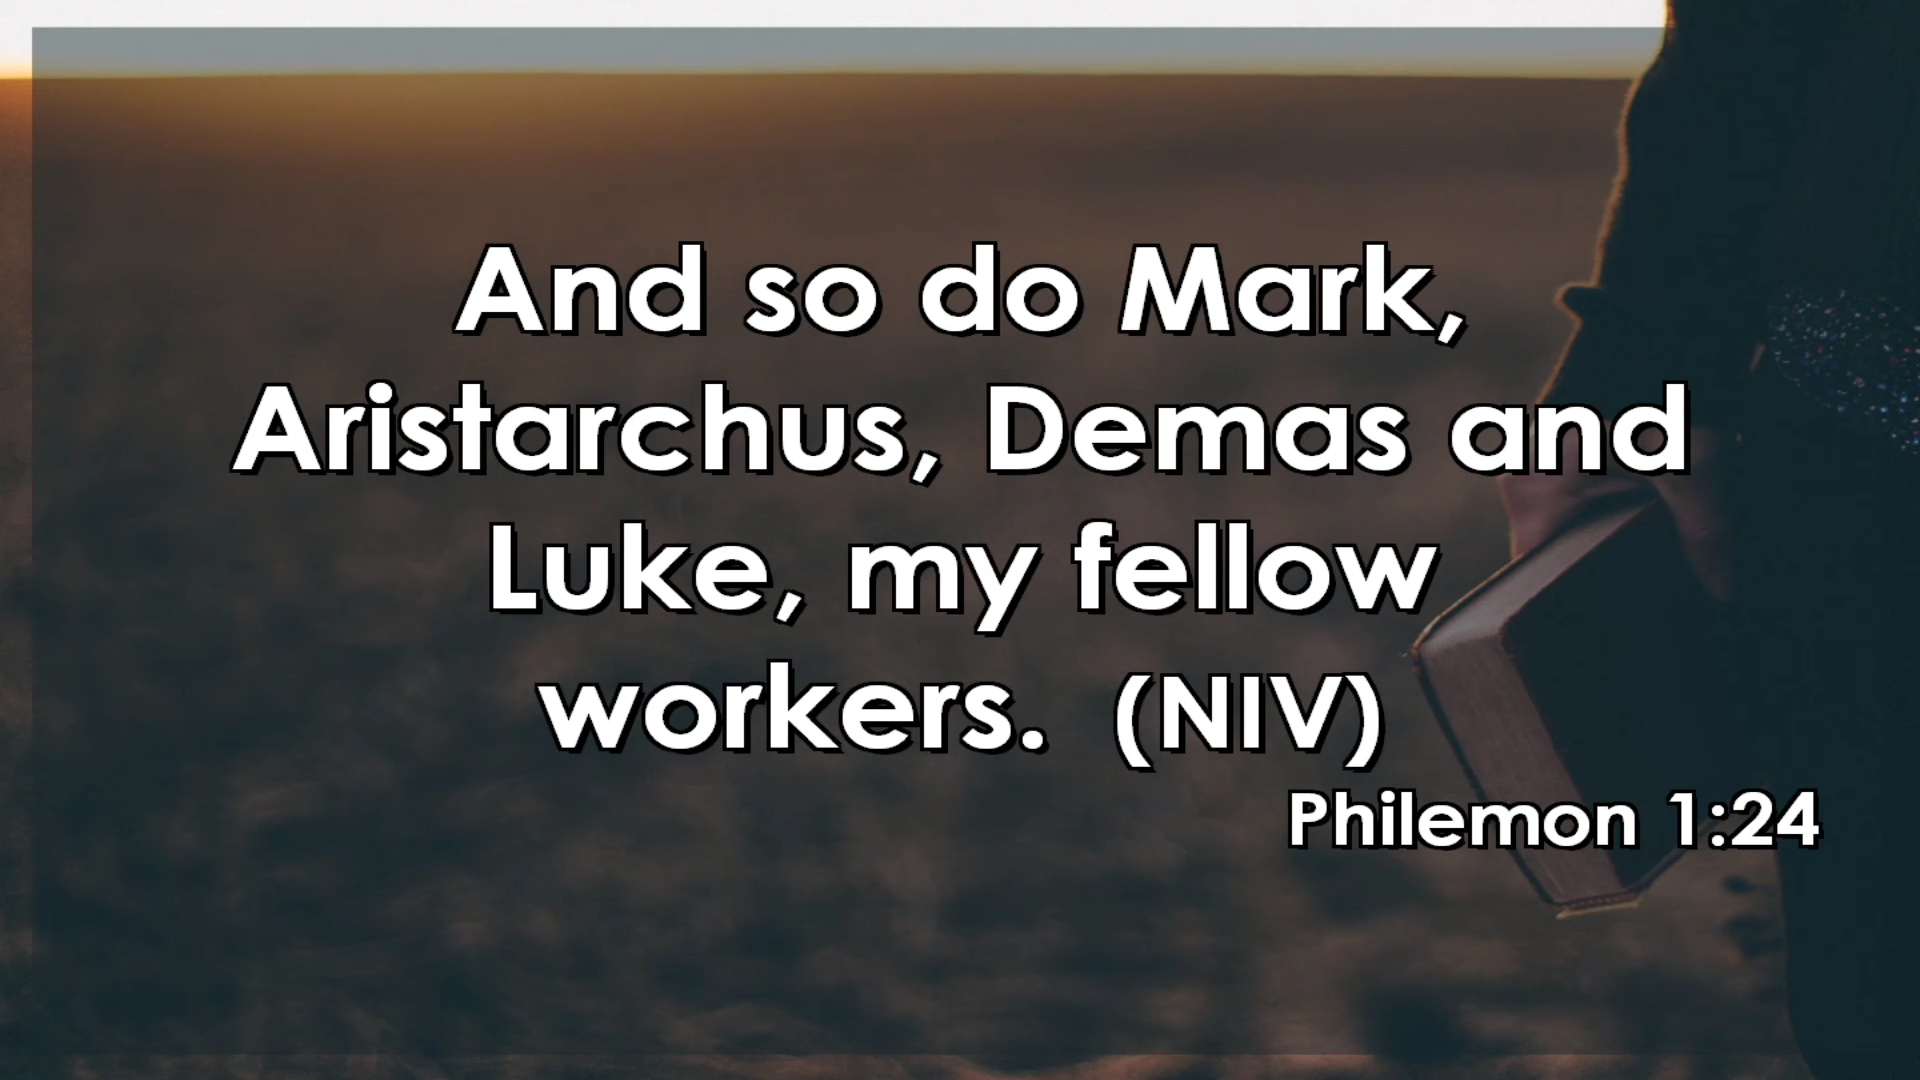 And so do Mark,
Aristarchus, Demas and
Luke, my fellow
workers.  (NIV)
Philemon 1:24